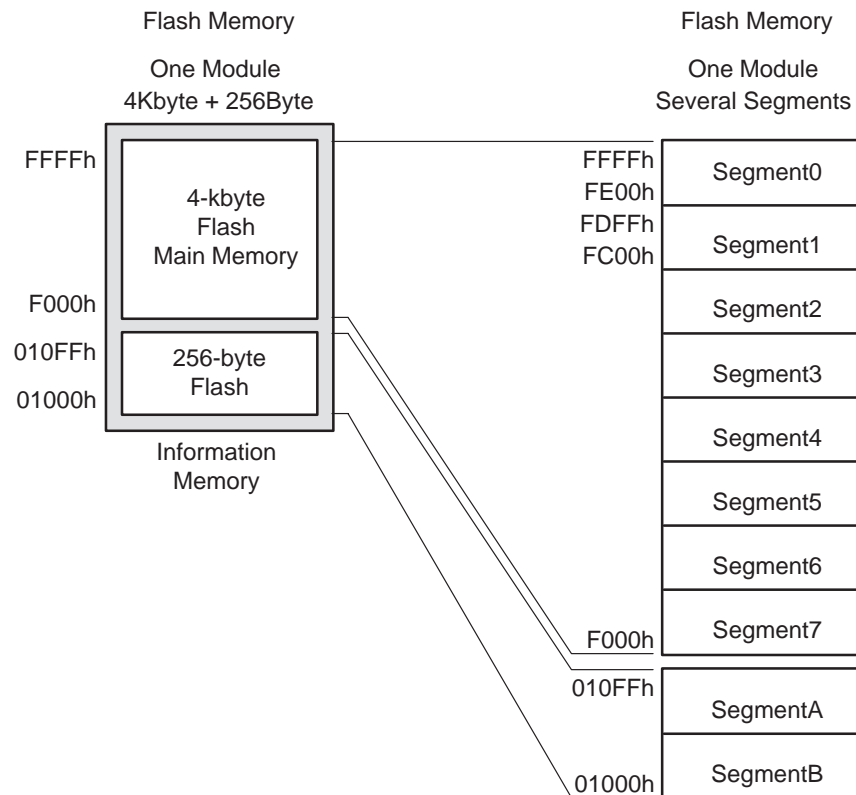 Flash Memory
One Module
4Kbyte + 256Byte
FFFFh
4-kbyte
Flash
Main Memory
F000h
010FFh
256-byte
Flash
01000h
Information
Memory
Flash Memory
One Module
Several Segments
FFFFh
Segment0
FE00h
FDFFh
Segment1
FC00h
Segment2
Segment3
Segment4
Segment5
Segment6
Segment7
F000h
010FFh
SegmentA
SegmentB
01000h